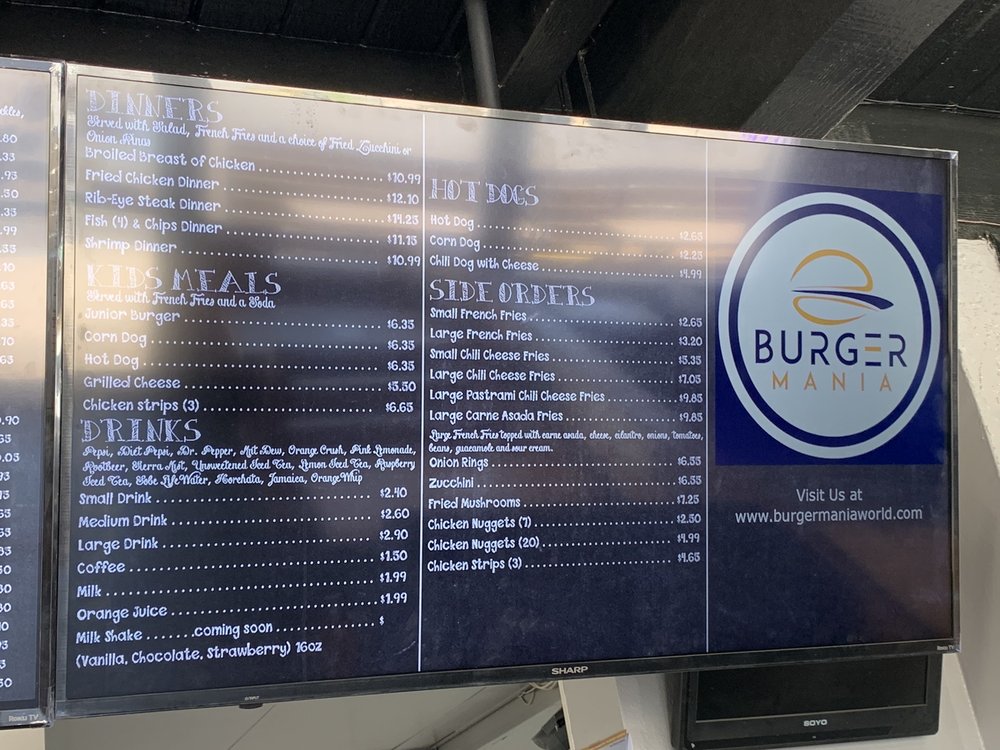 DINNERS
Served with Salad, French Fries and a choice of Fried Zucchini or
Onion Rings
Broiled Breast of Chicken $10.99
Fried Chicken Dinner $12.10
Rib-Eye Steak Dinner $14.25
Fish (4) & Chips Dinner $11.15
Shrimp Dinner $10.99
KIDS MEALS
Served with French Fries and a Soda
Junior Burger $6.35
Corn Dog $6.35
Hot Dog $6.35
Grilled Cheese $5.50
Chicken strips (3) $6.65
DRINKS
Pepsi, Diet Pepsi, Dr. Pepper, Mt Dew, Orange Crush, Pink Lemonade,
Rootbeer, Sierra Mist, Unsweetened Iced Tea, Lemon Iced Tea, Raspberry
Iced Tea, Sobe LifeWater, Horchata, Jamaica, Orange Whip
Small Drink $2.40
Medium Drink $2.60
Large Drink $2.90
Coffee $1.50
Milk $1.99
Orange Juice $1.99
Milk Shake .......coming soon ................ $
(Vanilla, Chocolate, Strawberry) 16oz
HOT DOGS
Hot Dog $2.65
Corn Dog $2.25
Chili Dog with Cheese $4.99
SIDE ORDERS
Small French Fries $2.65
Large French Fries $3.20
Small Chili Cheese Fries $5.35
Large Chili Cheese Fries $7.05
Large Pastrami Chili Cheese Fries $9.85
Large Carne Asada Fries $9.85
Large French Fries topped with carne asada, cheese, cilantro, onions, tomatoes,
beans, guacamole and sour cream.
Onion Rings $6.55
Zucchini $6.55
Fried Mushrooms $7.25
Chicken Nuggets (7) $2.50
Chicken Nuggets (20) $4.99
Chicken Strips (3) $4.65
BURGER
MANIA
Visit Us at
www.burgermaniaworld.com
SHARP
Roku TV
SOYO
Roku TV